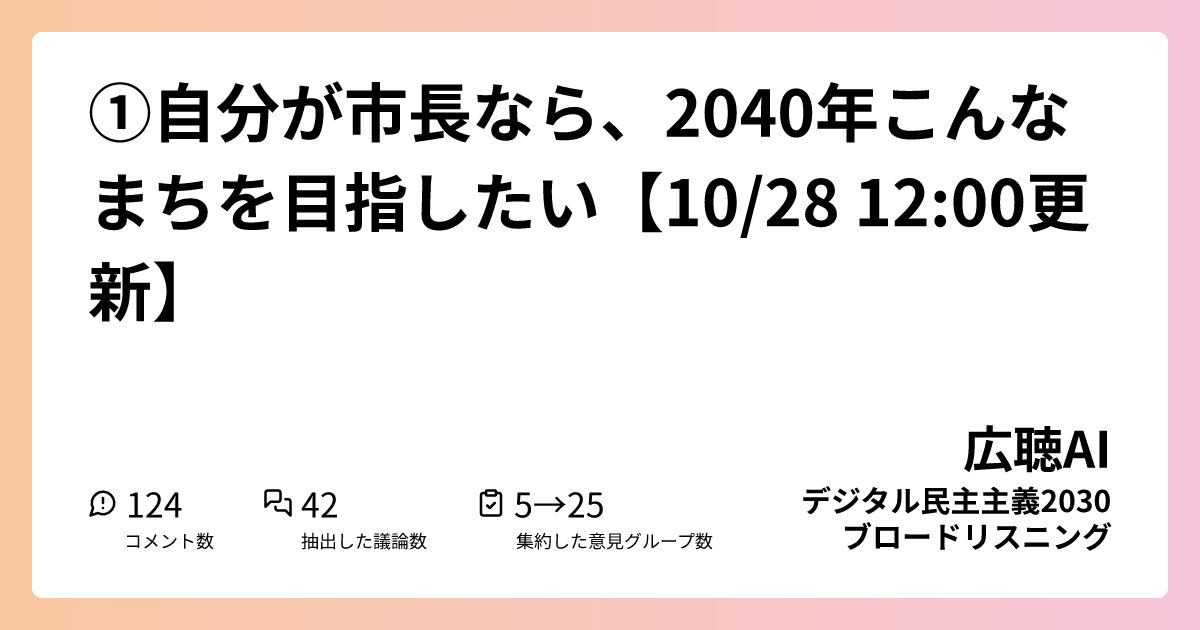 ①自分が市長なら、2040年こんな
まちを目指したい【10/28 12:00更
新】
124
コメント数
42
抽出した議論数
5→25
集約した意見グループ数
広聴AI
デジタル民主主義2030
ブロードリスニング